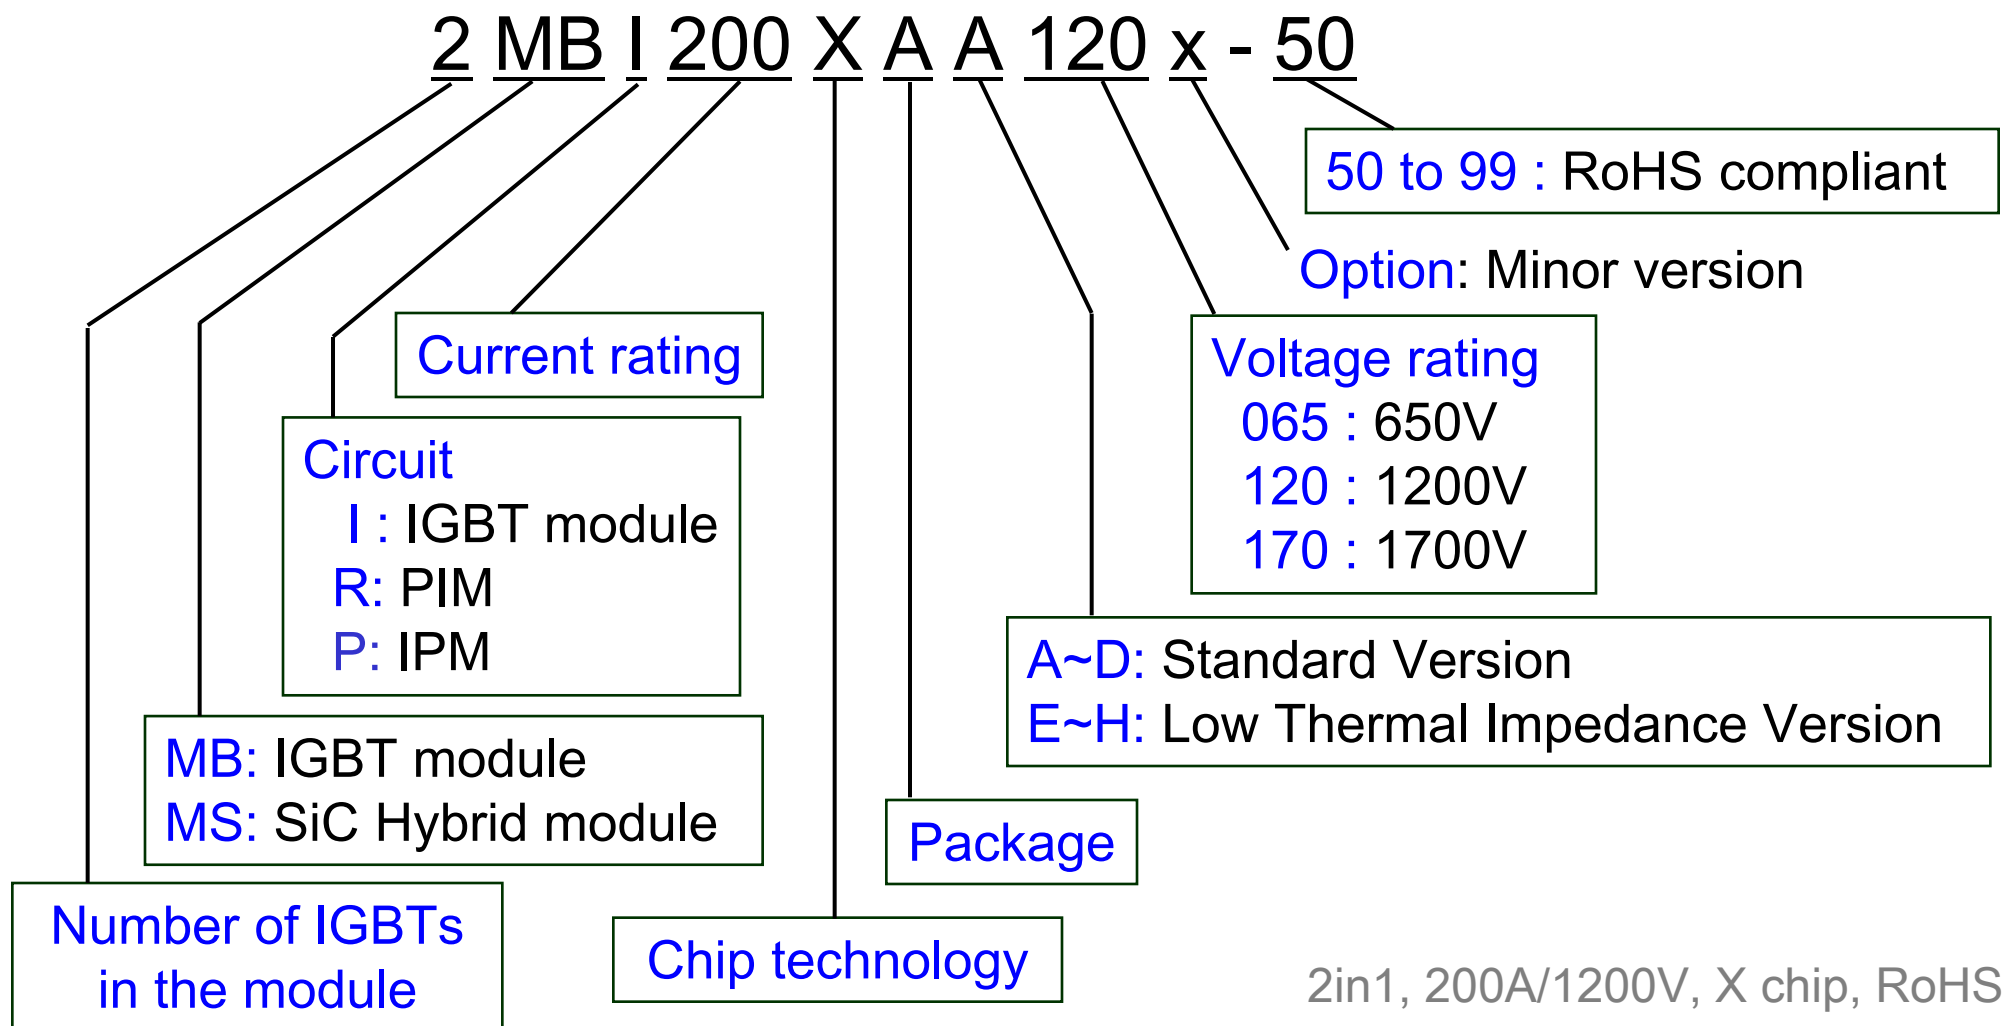 2 MB I 200 X A A 120 x - 50
50 to 99 : RoHS compliant
Option: Minor version
Current rating
Voltage rating
065 : 650V
120 : 1200V
170 : 1700V
Circuit
I : IGBT module
R: PIM
P: IPM
A~D: Standard Version
E~H: Low Thermal Impedance Version
MB: IGBT module
MS: SiC Hybrid module
Package
Number of IGBTs
in the module
Chip technology
2in1, 200A/1200V, X chip, RoHS